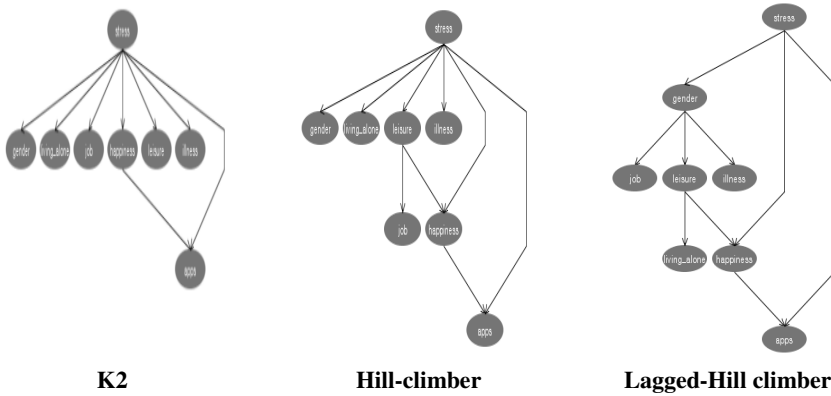 stress
gender living_alone job happiness leisure illness
apps
K2
stress
gender living_alone leisure illness
job happiness
apps
Hill-climber
stress
gender
job leisure illness
living_alone happiness
apps
Lagged-Hill climber